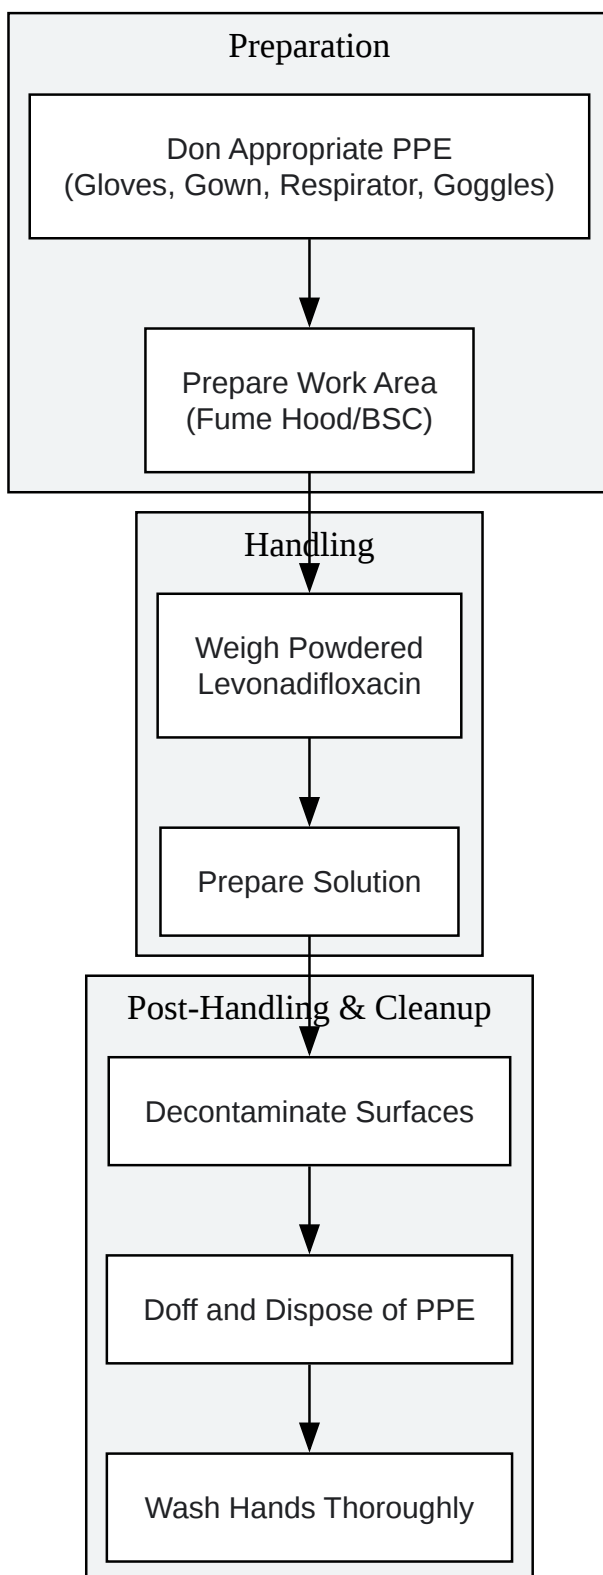 Preparation
Don Appropriate PPE
(Gloves, Gown, Respirator, Goggles)
Prepare Work Area
(Fume Hood/BSC)
Handling
Weigh Powdered
Levonadifloxacin
Prepare Solution
Post-Handling & Cleanup
Decontaminate Surfaces
Doff and Dispose of PPE
Wash Hands Thoroughly